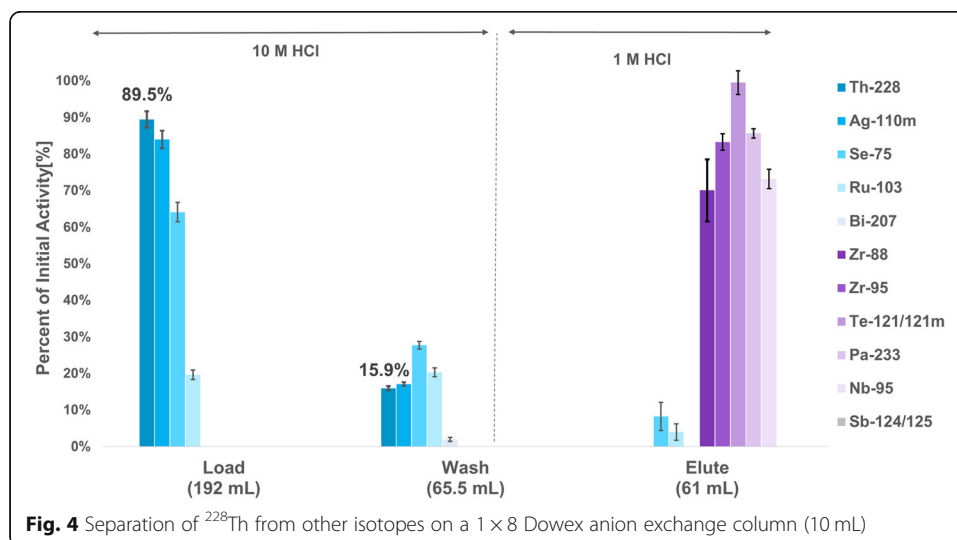 10 M HCl
1 M HCl
Percent of Initial Activity[%]
100%
90%
80%
70%
60%
50%
40%
30%
20%
10%
0%
89.5%
15.9%
Load
(192 mL)
Wash
(65.5 mL)
Elute
(61 mL)
Th-228
Ag-110m
Se-75
Ru-103
Bi-207
Zr-88
Zr-95
Te-121/121m
Pa-233
Nb-95
Sb-124/125
Fig. 4 Separation of ²²⁸Th from other isotopes on a 1 × 8 Dowex anion exchange column (10 mL)